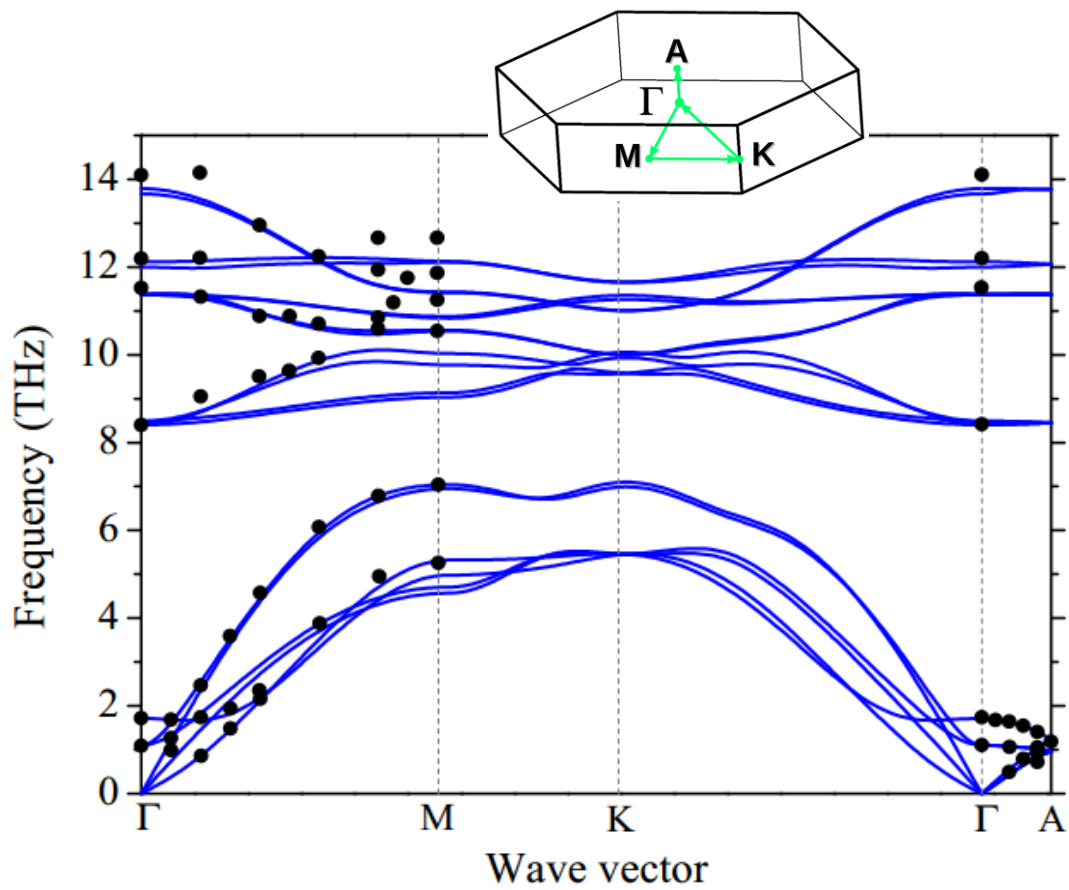 A
Γ
M K
14
12
10
8
6
4
2
0
Frequency (THz)
Γ M K Γ A
Wave vector